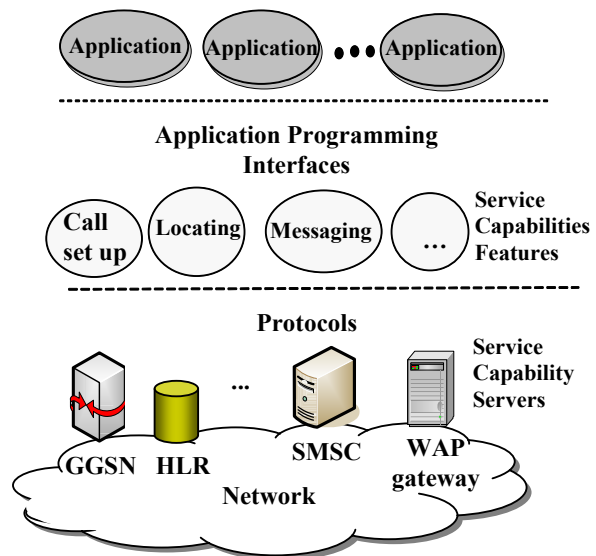 Application Application ••• Application
Application Programming
Interfaces
Call
set up
Locating
Messaging
...
Service
Capabilities
Features
Protocols
...
Service
Capability
Servers
GGSN
HLR
SMSC
WAP
gateway
Network